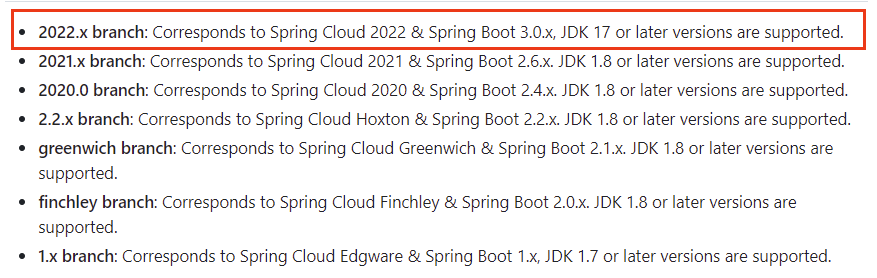 2022.x branch: Corresponds to Spring Cloud 2022 & Spring Boot 3.0.x, JDK 17 or later versions are supported.
2021.x branch: Corresponds to Spring Cloud 2021 & Spring Boot 2.6.x. JDK 1.8 or later versions are supported.
2020.0 branch: Corresponds to Spring Cloud 2020 & Spring Boot 2.4.x. JDK 1.8 or later versions are supported.
2.2.x branch: Corresponds to Spring Cloud Hoxton & Spring Boot 2.2.x. JDK 1.8 or later versions are supported.
greenwich branch: Corresponds to Spring Cloud Greenwich & Spring Boot 2.1.x. JDK 1.8 or later versions are
supported.
finchley branch: Corresponds to Spring Cloud Finchley & Spring Boot 2.0.x. JDK 1.8 or later versions are
supported.
1.x branch: Corresponds to Spring Cloud Edgware & Spring Boot 1.x, JDK 1.7 or later versions are supported.